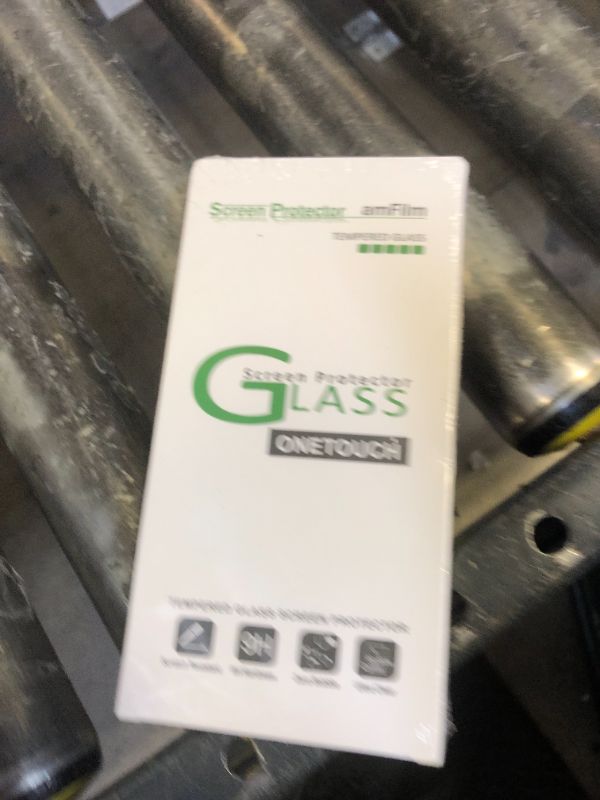 Screen Protector amFilm
TEMPERED GLASS
Screen Protector
GLASS
ONETOUCH
TEMPERED GLASS SCREEN PROTECTOR
9H